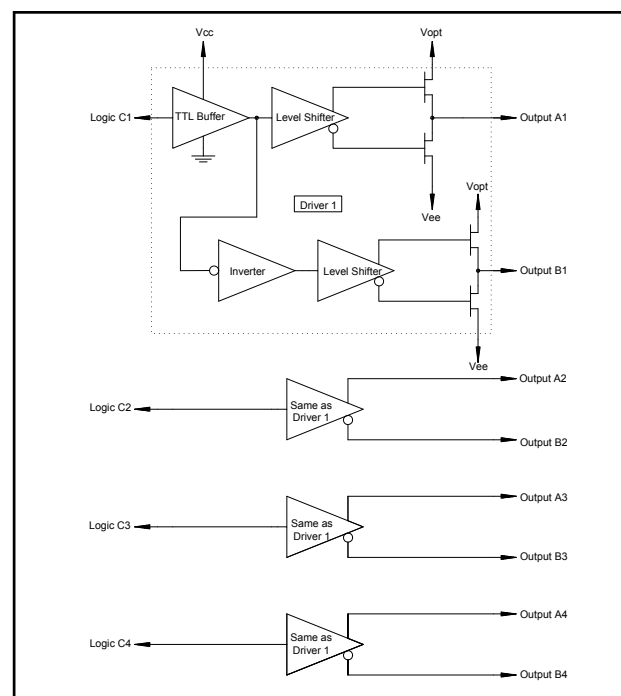 Vcc
Vopt
Logic C1
TTL Buffer
Level Shifter
Output A1
Driver 1
Vee
Vopt
Inverter
Level Shifter
Output B1
Vee
Output A2
Logic C2
Same as
Driver 1
Output B2
Output A3
Logic C3
Same as
Driver 1
Output B3
Output A4
Logic C4
Same as
Driver 1
Output B4